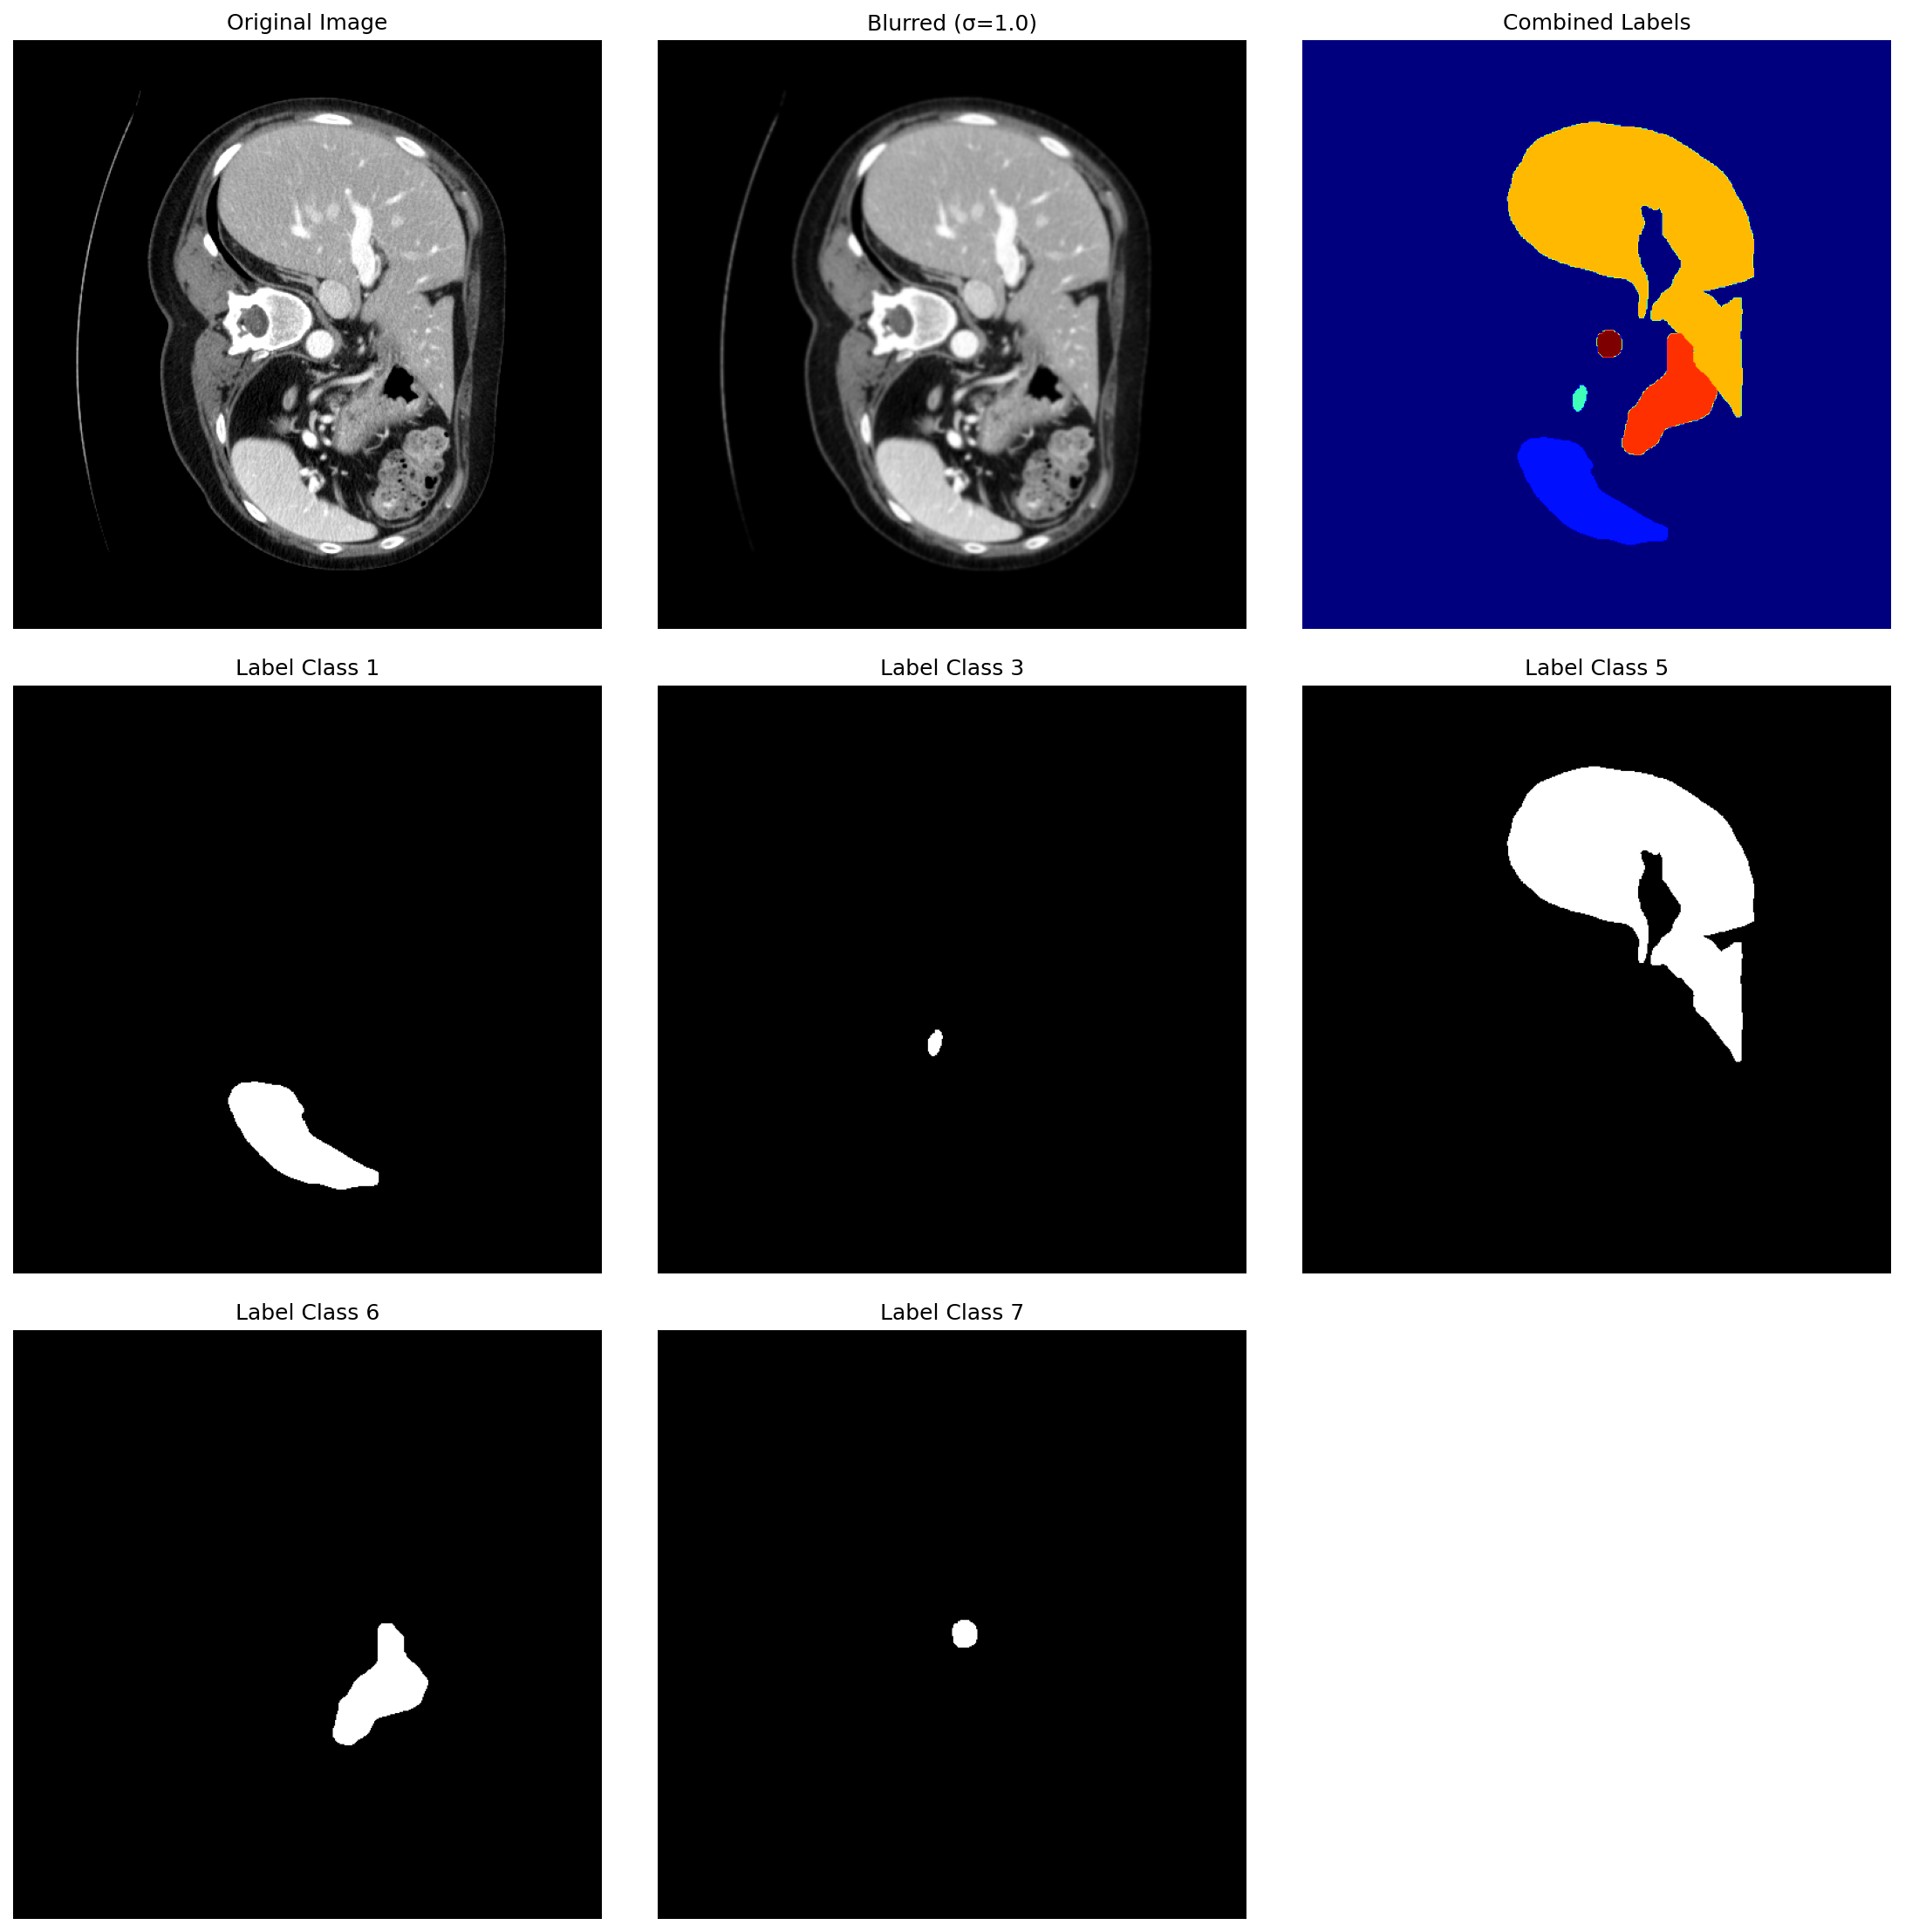 Original Image
Blurred (σ=1.0)
Combined Labels
Label Class 1
Label Class 3
Label Class 5
Label Class 6
Label Class 7